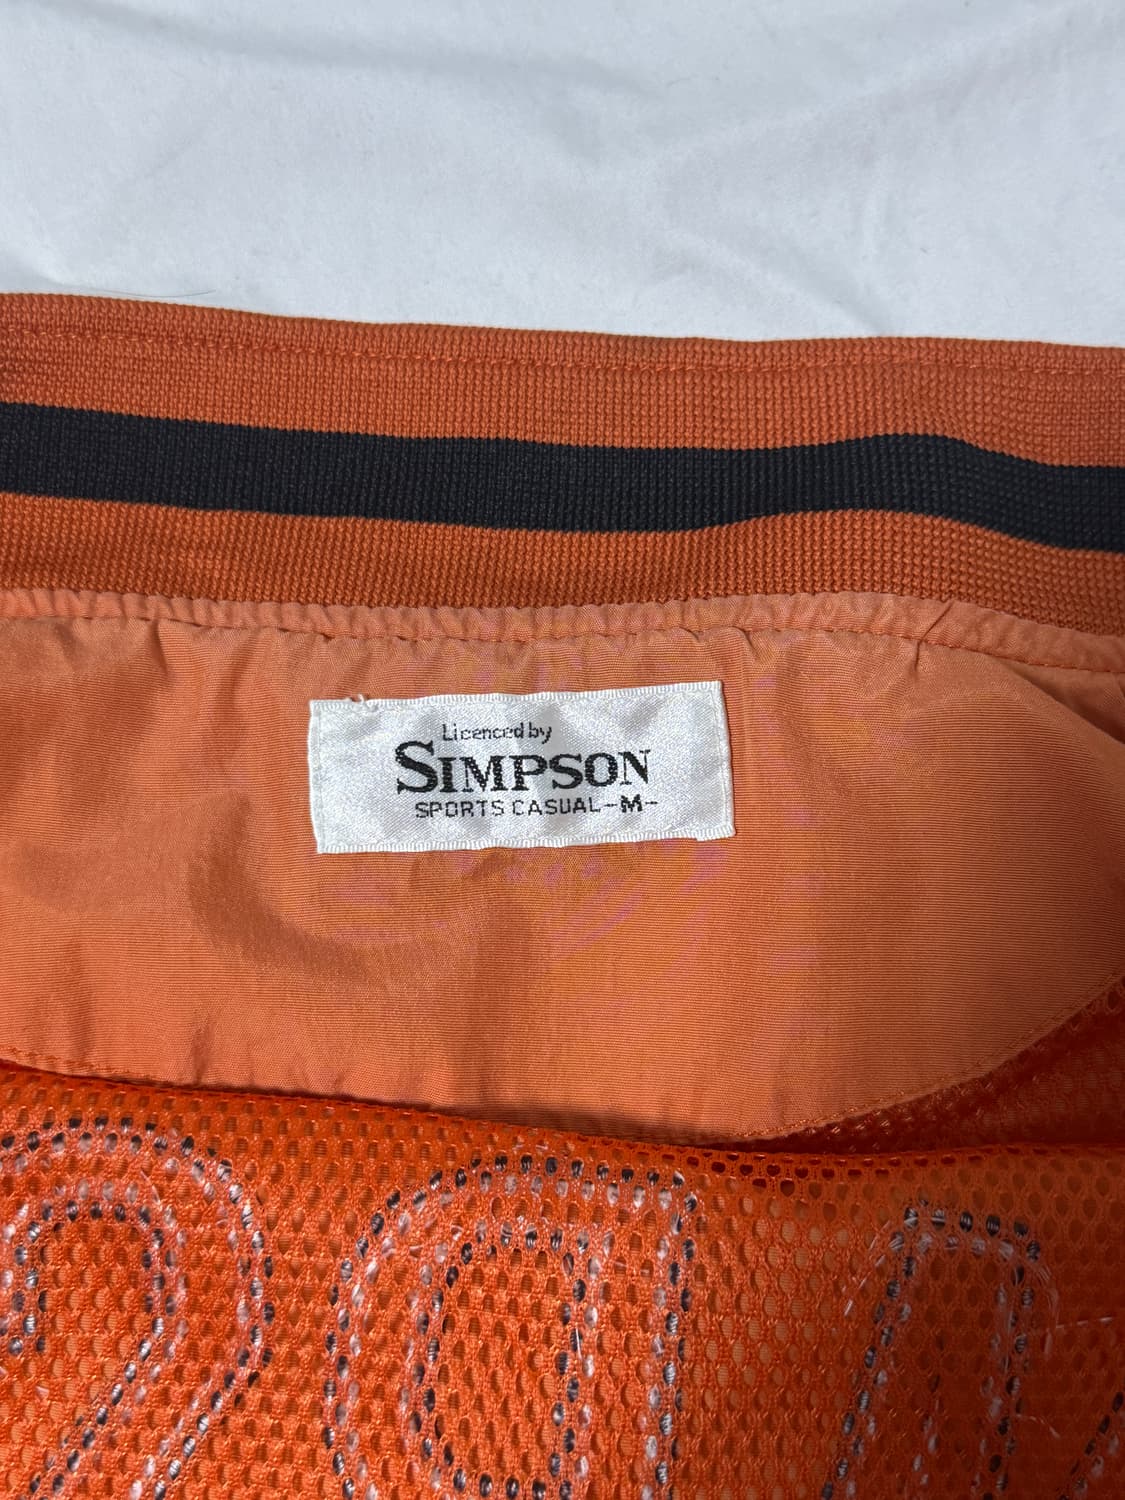 Licenced by
SIMPSON
SPORTS CASUAL-M-